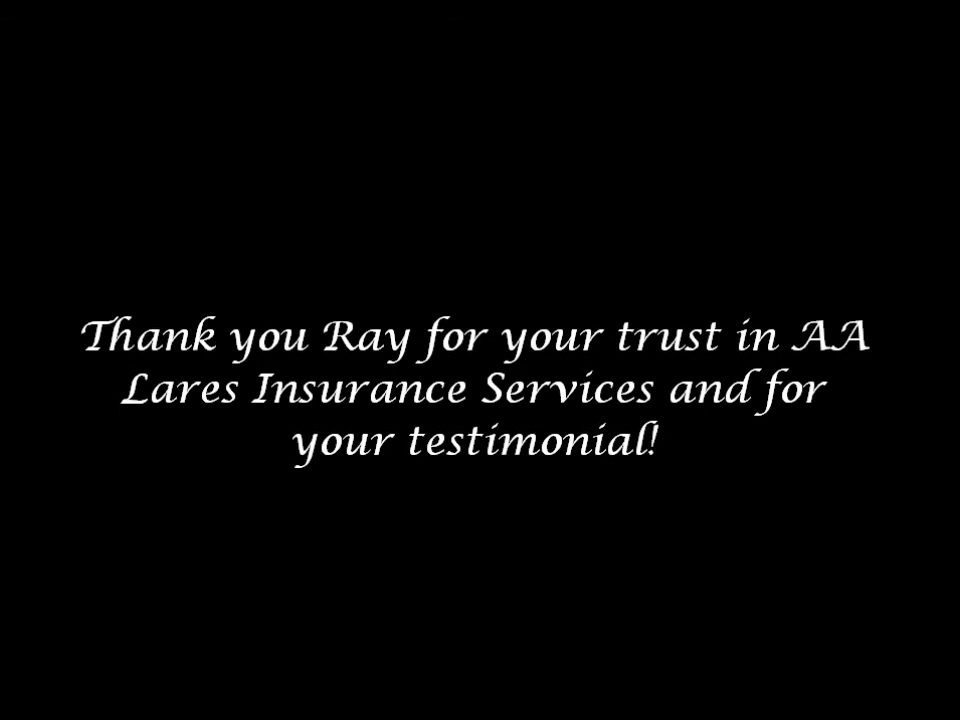 Thank you Ray for your trust in AA
Lares Insurance Services and for
your testimonial!